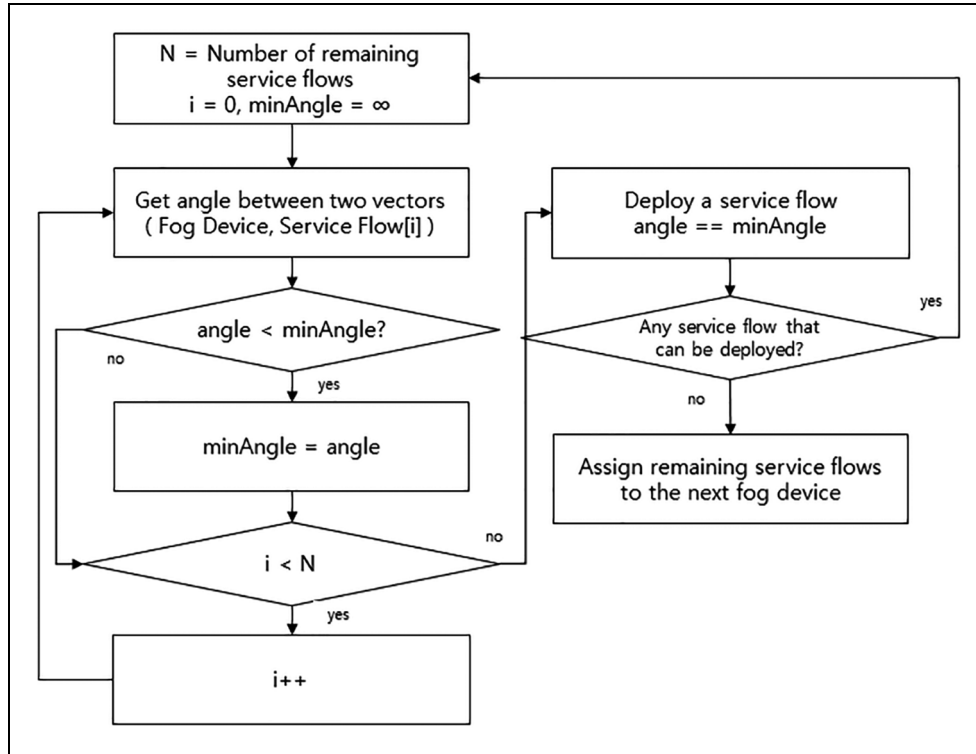 N = Number of remaining
service flows
i = 0, minAngle = ∞
Get angle between two vectors
( Fog Device, Service Flow[i] )
angle < minAngle?
no
yes
minAngle = angle
i < N
no
yes
i++
Deploy a service flow
angle == minAngle
Any service flow that
can be deployed?
yes
no
Assign remaining service flows
to the next fog device